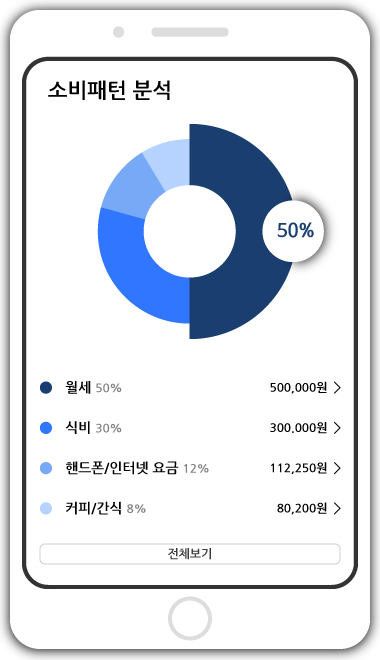 소비패턴 분석
50%
월세 50% 500,000원
식비 30% 300,000원
핸드폰/인터넷 요금 12% 112,250원
커피/간식 8% 80,200원
전체보기